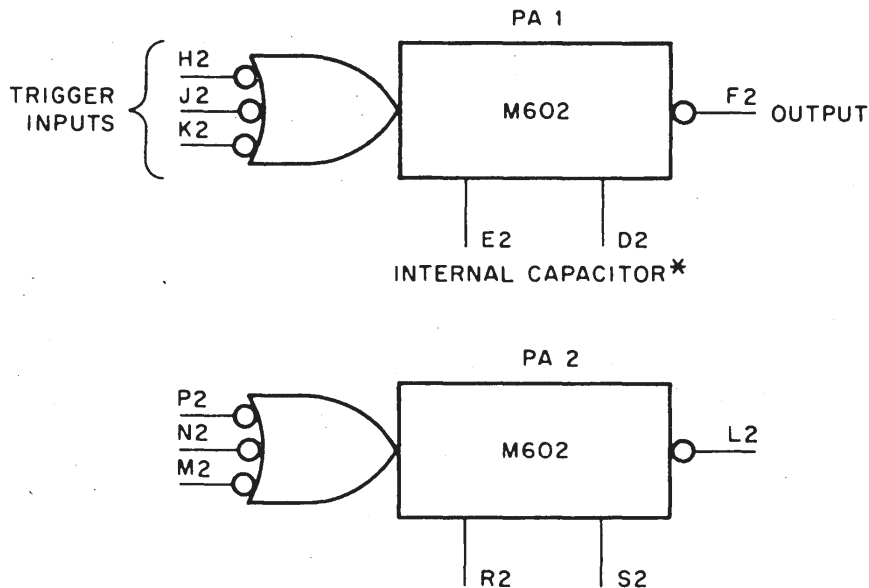 PA 1
H2
J2
K2
TRIGGER
INPUTS
M602
F2
OUTPUT
E2
D2
INTERNAL CAPACITOR*
PA 2
P2
N2
M2
M602
L2
R2
S2